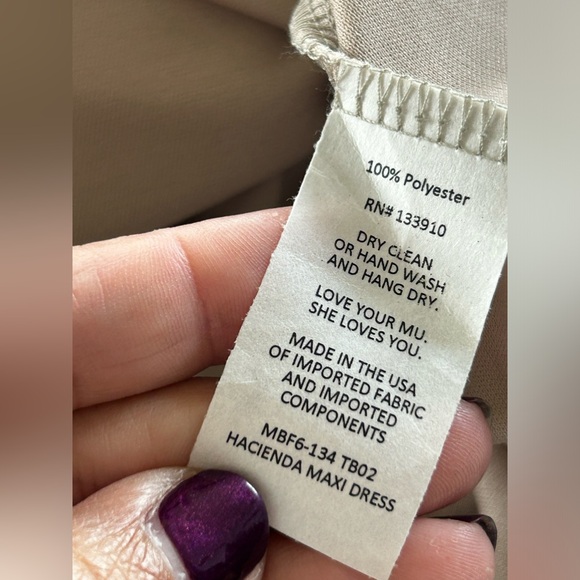 100% Polyester
RN# 133910
DRY CLEAN
OR HAND WASH
AND HANG DRY.
LOVE YOUR MU.
SHE LOVES YOU.
MADE IN THE USA
OF IMPORTED FABRIC
AND IMPORTED
COMPONENTS
MBF6-134 TB02
HACIENDA MAXI DRESS